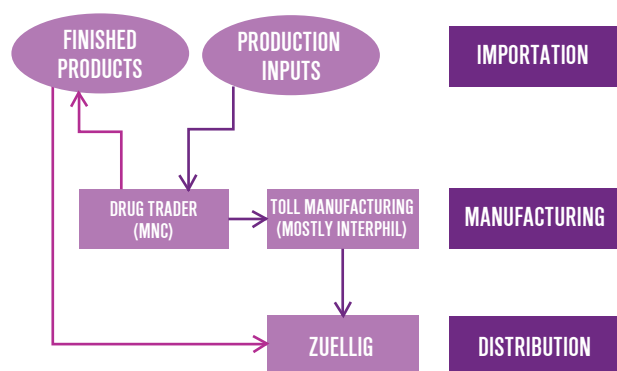 FINISHED
PRODUCTS
PRODUCTION
INPUTS
IMPORTATION
DRUG TRADER
(MNC)
TOLL MANUFACTURING
(MOSTLY INTERPHIL)
MANUFACTURING
ZUELLIG
DISTRIBUTION